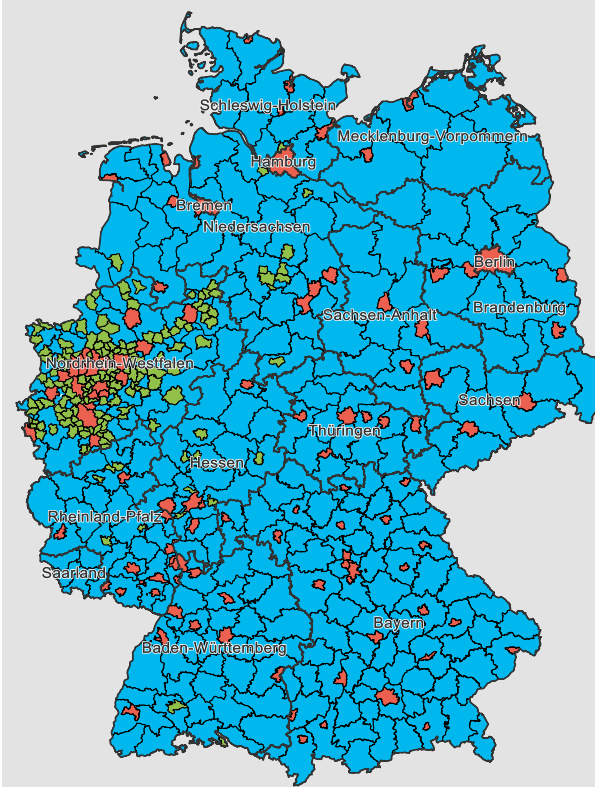 Schleswig-Holstein
Mecklenburg-Vorpommern
Hamburg
Bremen
Niedersachsen
Berlin
Sachsen-Anhalt
Brandenburg
Nordrhein-Westfalen
Sachsen
Thüringen
Hessen
Rheinland-Pfalz
Saarland
Bayern
Baden-Württemberg